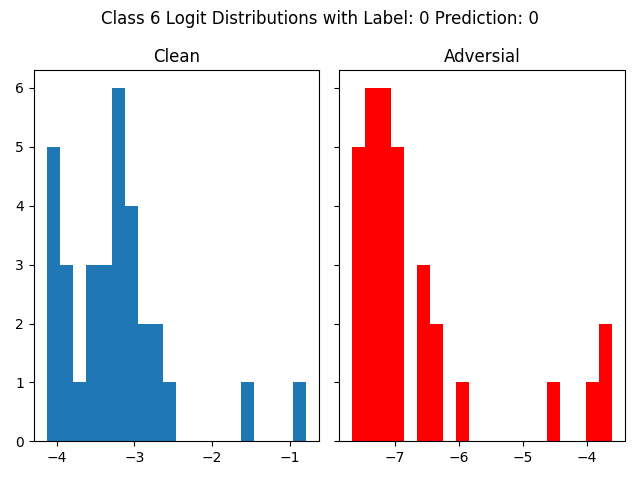 Class 6 Logit Distributions with Label: 0 Prediction: 0
Clean
Adversial
6
5
4
3
2
1
0
−4 −3 −2 −1
−7 −6 −5 −4